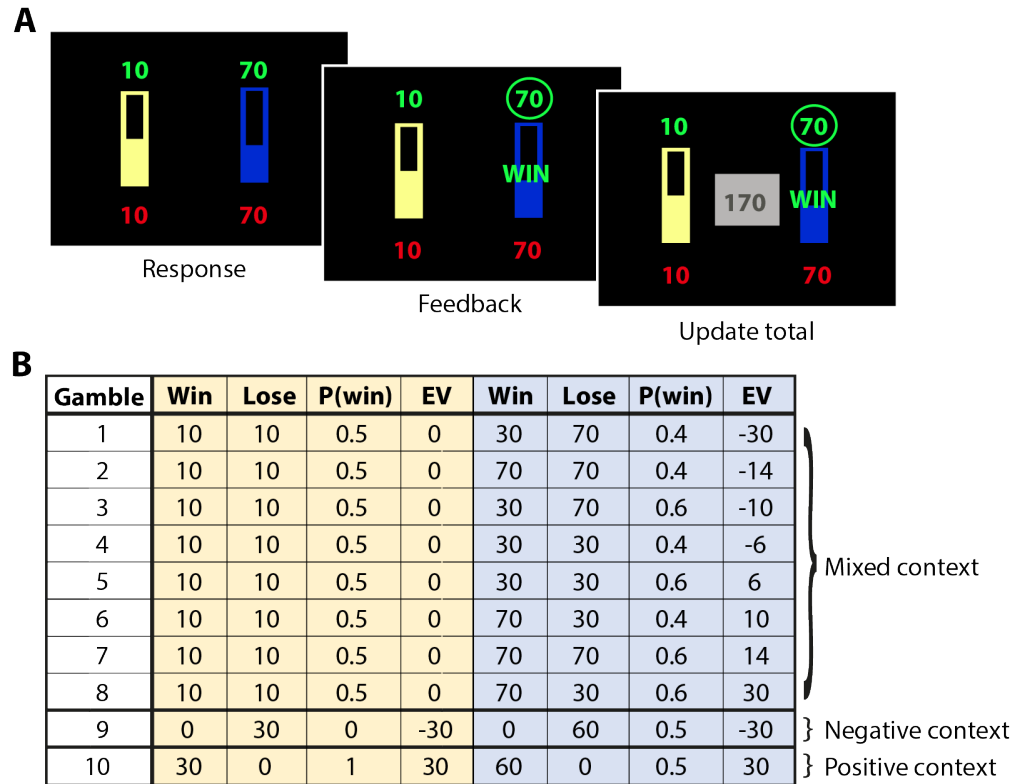 A
10 70
10 70
Response
10 70
WIN
10 70
Feedback
10 70
170 WIN
10 70
Update total
B
Gamble Win Lose P(win) EV Win Lose P(win) EV
1 10 10 0.5 0 30 70 0.4 -30
2 10 10 0.5 0 70 70 0.4 -14
3 10 10 0.5 0 30 70 0.6 -10
4 10 10 0.5 0 30 30 0.4 -6
5 10 10 0.5 0 30 30 0.6 6
Mixed context
6 10 10 0.5 0 70 30 0.4 10
7 10 10 0.5 0 70 70 0.6 14
8 10 10 0.5 0 70 30 0.6 30
9 0 30 0 -30 0 60 0.5 -30 } Negative context
10 30 0 1 30 60 0 0.5 30 } Positive context